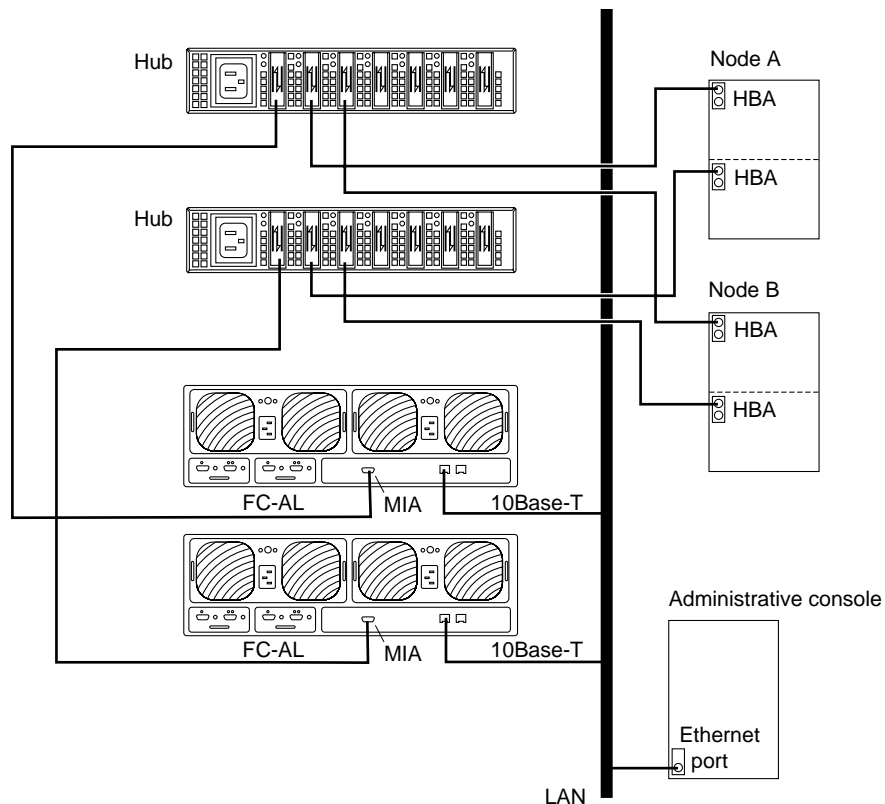 Hub
Node A
HBA
HBA
Hub
Node B
HBA
HBA
FC-AL
MIA
10Base-T
FC-AL
MIA
10Base-T
Administrative console
Ethernet
port
LAN